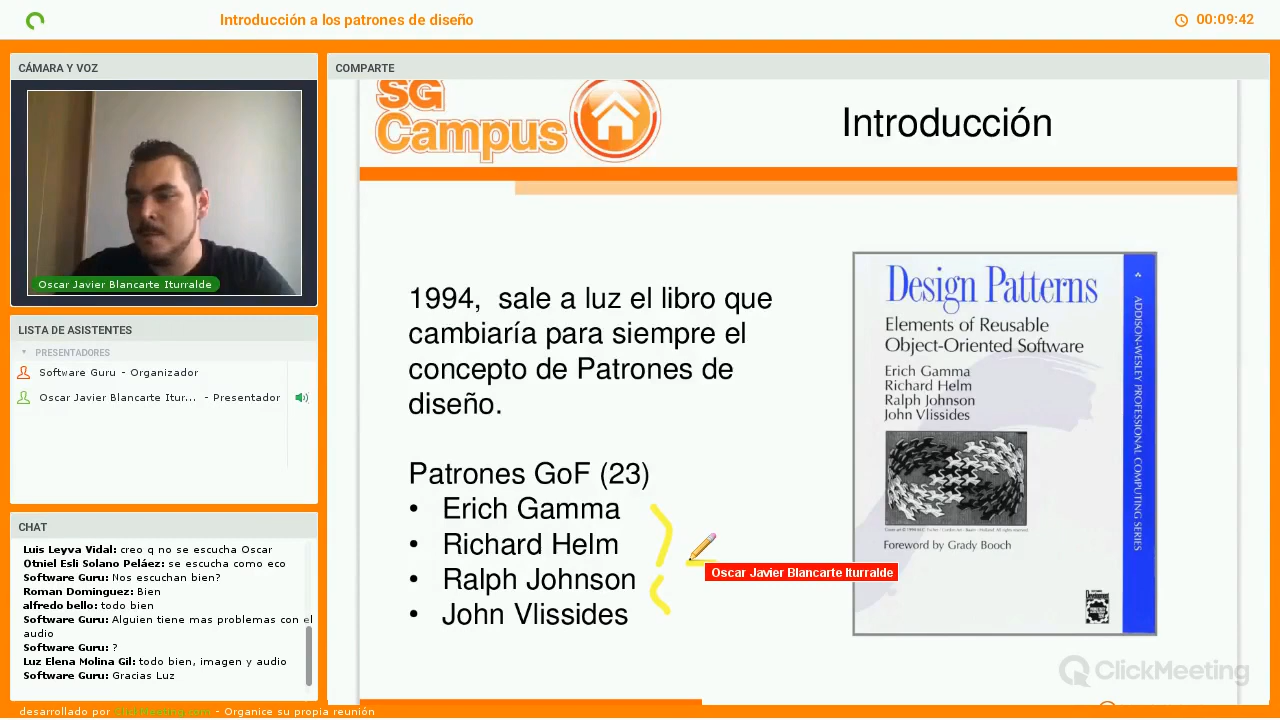 Introducción a los patrones de diseño
00:09:42
CÁMARA Y VOZ
Oscar Javier Blancarte Iturralde
LISTA DE ASISTENTES
PRESENTADORES
Software Guru - Organizador
Oscar Javier Blancarte Itur... - Presentador
CHAT
Luis Leyva Vidal: creo q no se escucha Oscar
Otniel Esli Solano Peláez: se escucha como eco
Software Guru: Nos escuchan bien?
Roman Dominguez: Bien
alfredo bello: todo bien
Software Guru: Alguien tiene mas problemas con el
audio
Software Guru: ?
Luz Elena Molina Gil: todo bien, imagen y audio
Software Guru: Gracias Luz
desarrollado por ClickMeeting.com - Organice su propia reunión
COMPARTE
SG
Campus
Introducción
1994, sale a luz el libro que
cambiaría para siempre el
concepto de Patrones de
diseño.
Patrones GoF (23)
• Erich Gamma
• Richard Helm
• Ralph Johnson
• John Vlissides
Oscar Javier Blancarte Iturralde
Design Patterns
Elements of Reusable
Object-Oriented Software
Erich Gamma
Richard Helm
Ralph Johnson
John Vlissides
Foreword by Grady Booch
ADDISON-WESLEY PROFESSIONAL COMPUTING SERIES
ClickMeeting